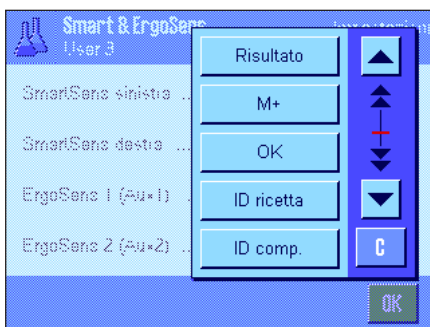 Smart & ErgoSens
User 3
SmartSens sinistro ...
SmartSens destro ...
ErgoSens 1 (Aux1) ..
ErgoSens 2 (Aux2) ..
Risultato
M+
OK
ID ricetta
ID comp.
C
OK